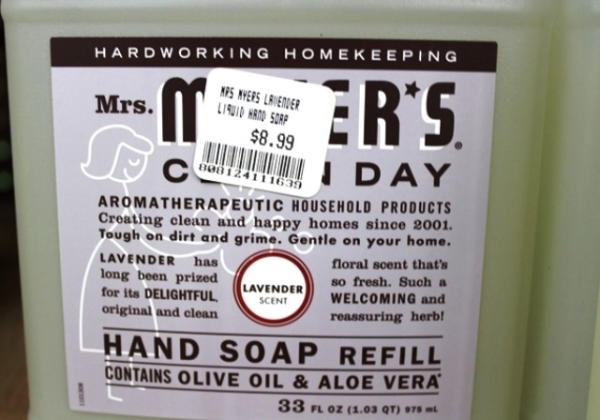 HARDWORKING HOMEKEEPING
MRS MYERS LAVENDER
LIQUID HAND SOAP
$8.99
808124111639
Mrs. M ER'S
C N DAY
AROMATHERAPEUTIC HOUSEHOLD PRODUCTS
Creating clean and happy homes since 2001.
Tough on dirt and grime. Gentle on your home.
LAVENDER has
long been prized
for its DELIGHTFUL,
original and clean
LAVENDER
SCENT
floral scent that's
so fresh. Such a
WELCOMING and
reassuring herb!
HAND SOAP REFILL
CONTAINS OLIVE OIL & ALOE VERA*
33 FL OZ (1.03 QT) 975 mL